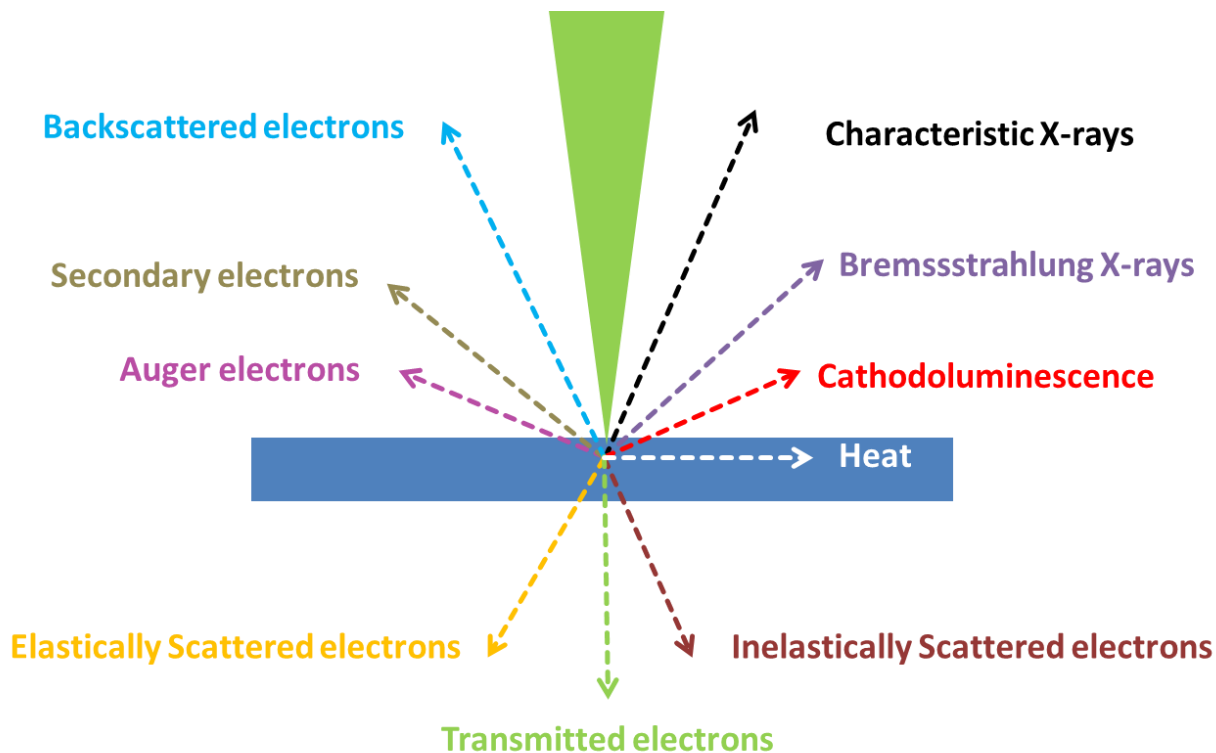 Backscattered electrons
Characteristic X-rays
Secondary electrons
Bremssstrahlung X-rays
Auger electrons
Cathodoluminescence
Heat
Elastically Scattered electrons
Inelastically Scattered electrons
Transmitted electrons